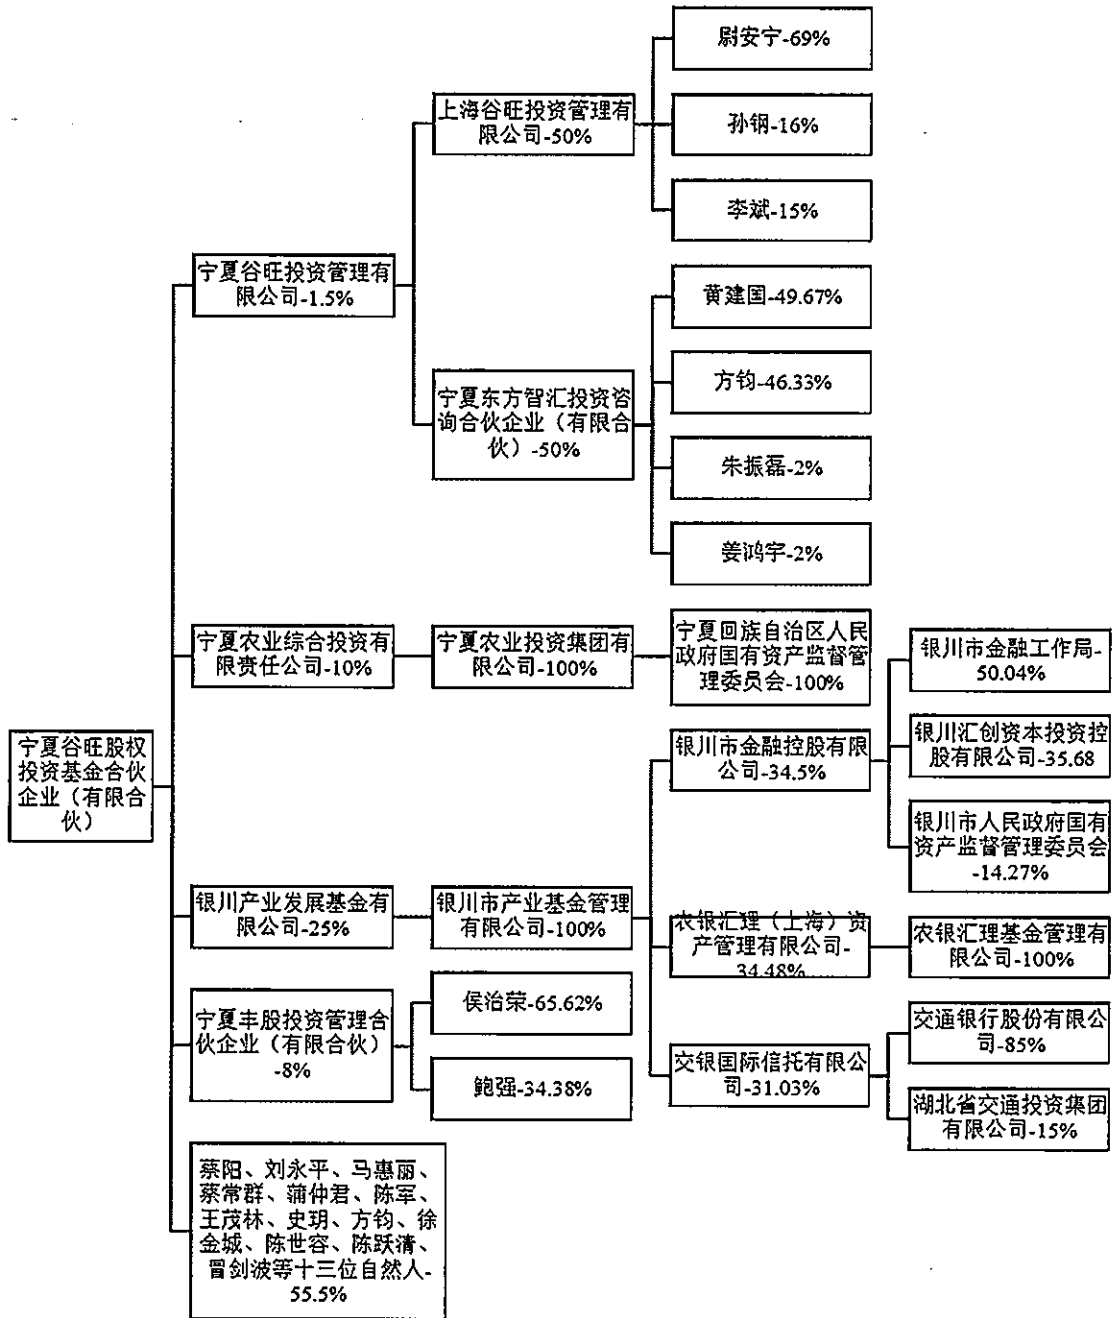 尉安宁-69%
上海谷旺投资管理有
限公司-50%
孙钢-16%
李斌-15%
宁夏谷旺投资管理有
限公司-1.5%
黄建国-49.67%
方钧-46.33%
宁夏东方智汇投资咨
询合伙企业（有限合
伙）-50%
朱振磊-2%
姜鸿宇-2%
宁夏农业综合投资有
限责任公司-10%
宁夏农业投资集团有
限公司-100%
宁夏回族自治区人民
政府国有资产监督管
理委员会-100%
银川市金融工作局-
50.04%
宁夏谷旺股权
投资基金合伙
企业（有限合
伙）
银川市金融控股有限
公司-34.5%
银川汇创资本投资控
股有限公司-35.68
银川市人民政府国有
资产监督管理委员会
-14.27%
银川产业发展基金有
限公司-25%
银川市产业基金管理
有限公司-100%
农银汇理（上海）资
产管理有限公司-
34.48%
农银汇理基金管理有
限公司-100%
宁夏丰股投资管理合
伙企业（有限合伙）
-8%
侯治荣-65.62%
鲍强-34.38%
交银国际信托有限公
司-31.03%
交通银行股份有限公
司-85%
湖北省交通投资集团
有限公司-15%
蔡阳、刘永平、马惠丽、
蔡常群、蒲仲君、陈军、
王茂林、史玥、方钧、徐
金城、陈世容、陈跃清、
冒剑波等十三位自然人-
55.5%